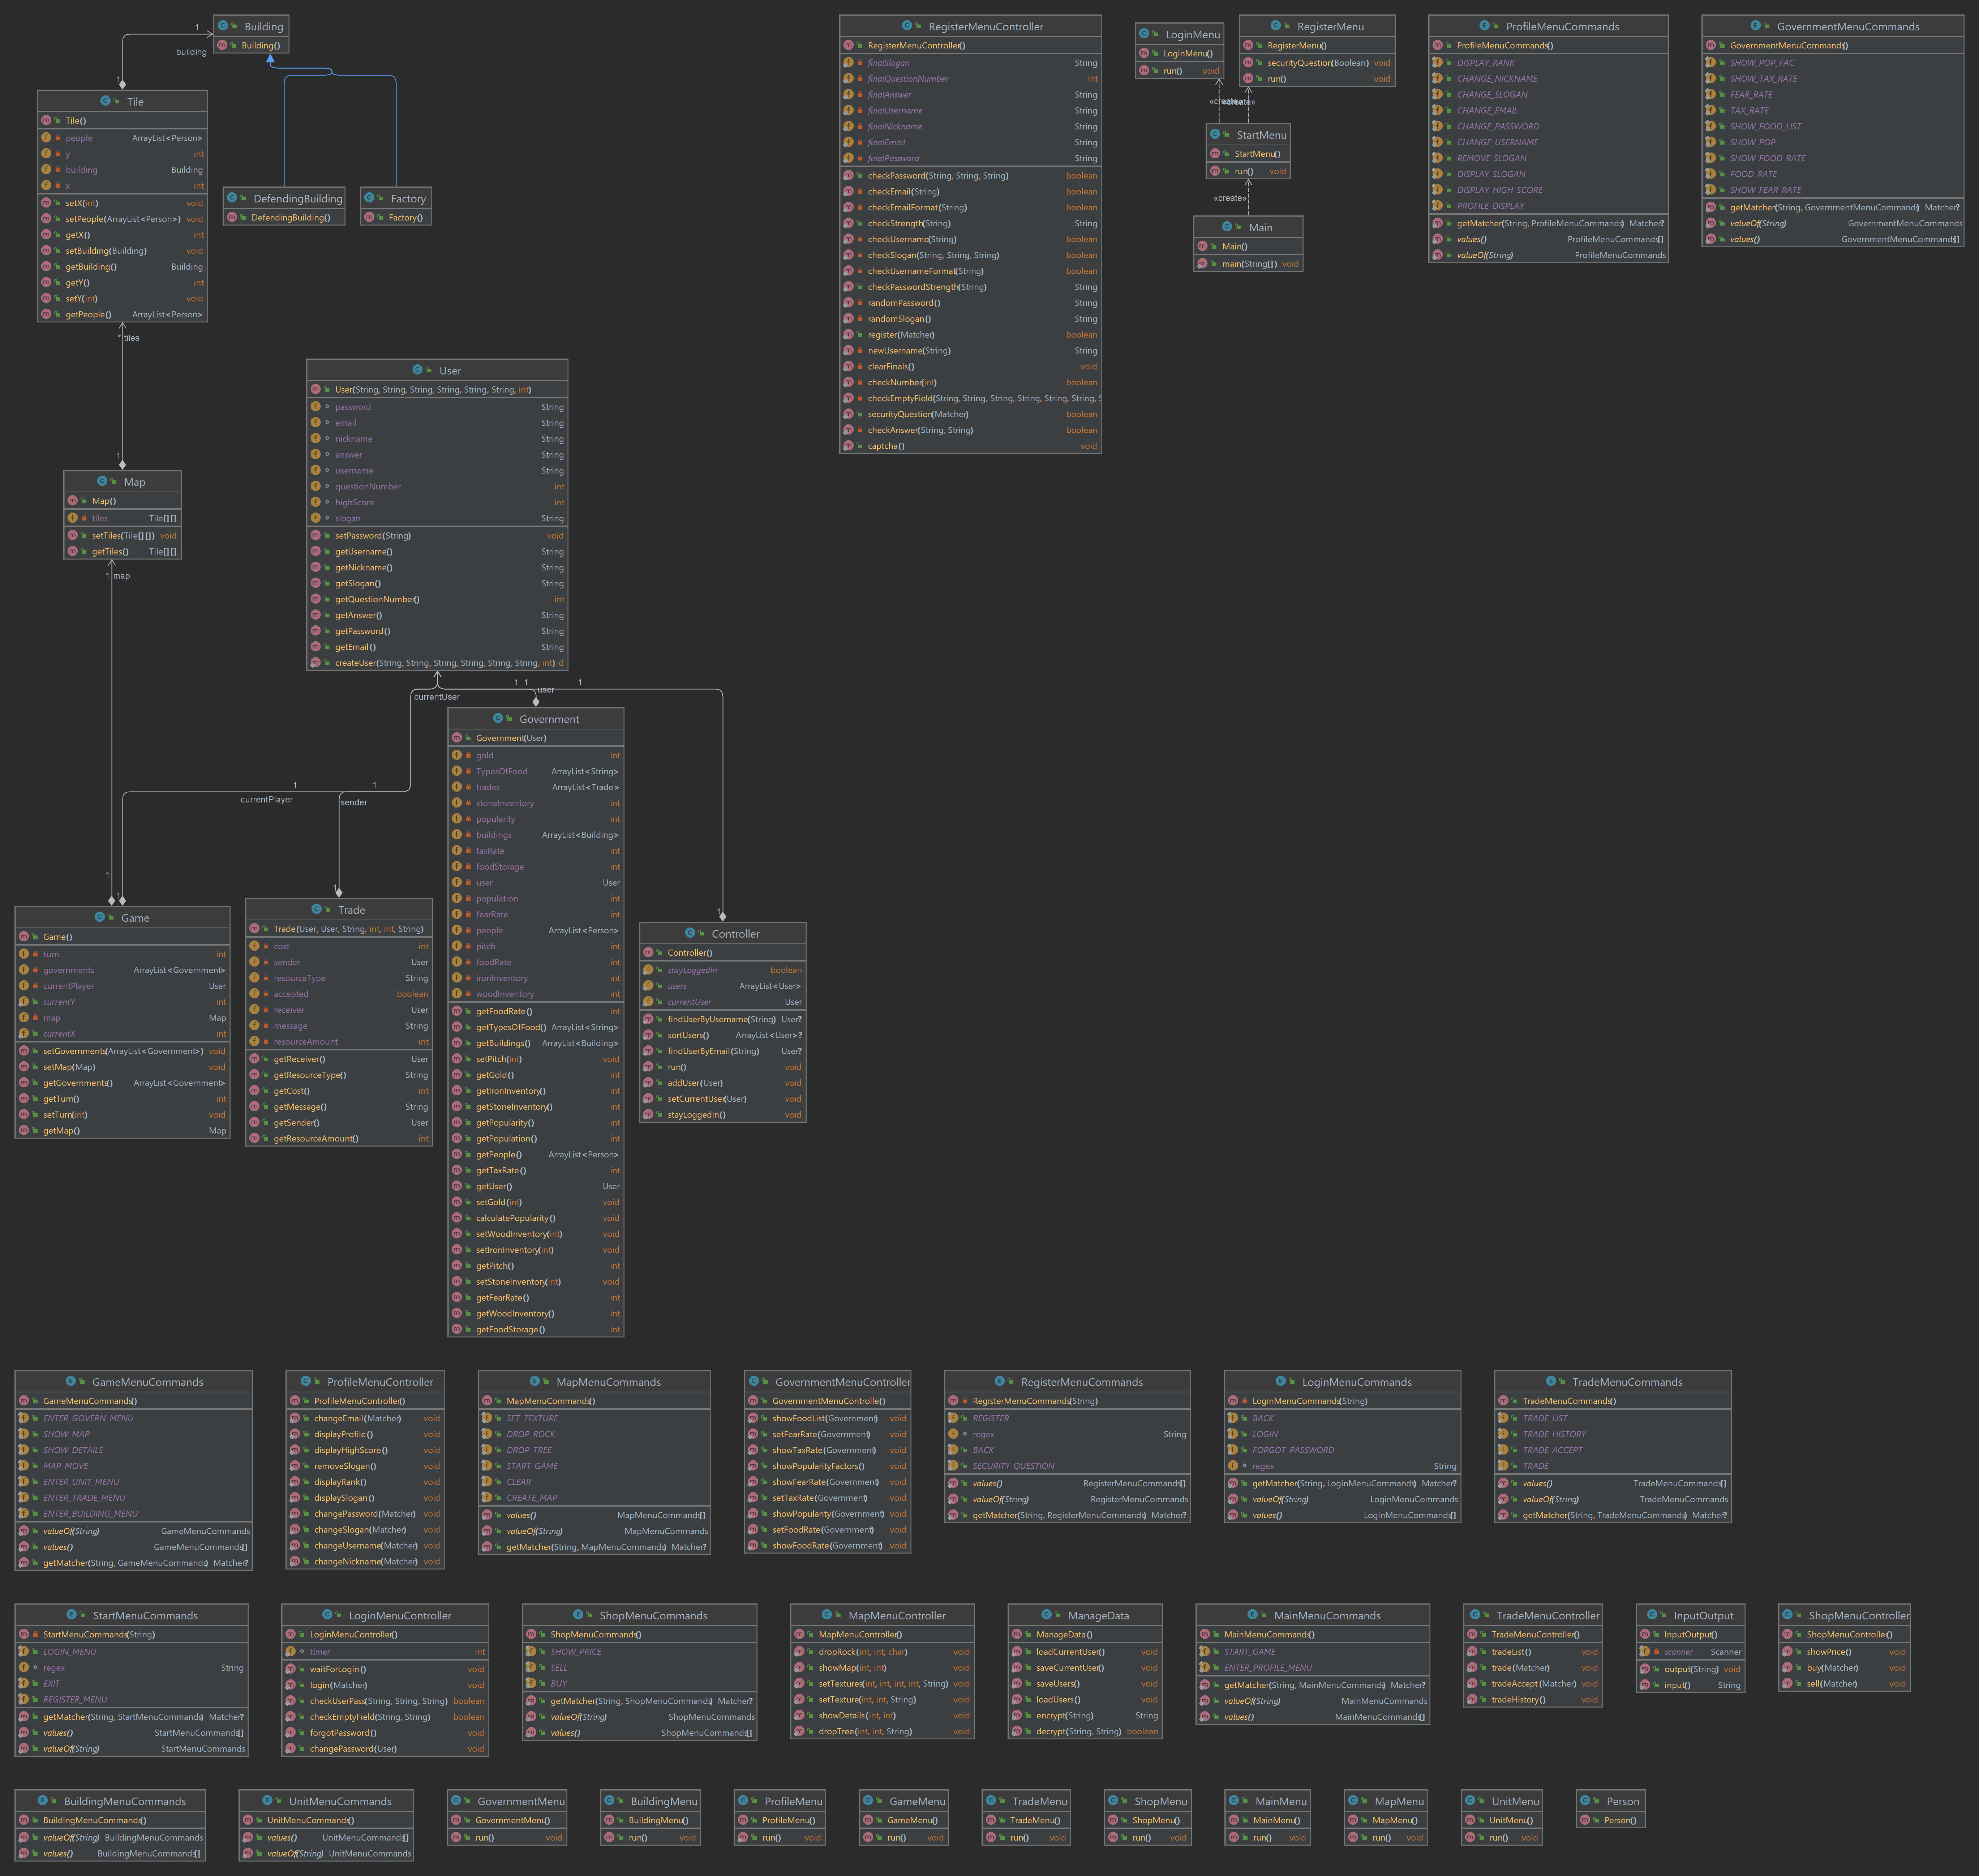 Building
Building()
1
building
1
Tile
Tile()
people ArrayList<Person>
y int
building Building
x int
setX(int) void
setPeople(ArrayList<Person>) void
getX() int
setBuilding(Building) void
getBuilding() Building
getY() int
setY(int) void
getPeople() ArrayList<Person>
DefendingBuilding
DefendingBuilding()
Factory
Factory()
* tiles
1
Map
Map()
tiles Tile[][]
setTiles(Tile[][]) void
getTiles() Tile[][]
1 map
User
User(String, String, String, String, String, String, int)
password String
email String
nickname String
answer String
username String
questionNumber int
highScore int
slogan String
setPassword(String) void
getUsername() String
getNickname() String
getSlogan() String
getQuestionNumber() int
getAnswer() String
getPassword() String
getEmail() String
createUser(String, String, String, String, String, String, int) id
RegisterMenuController
RegisterMenuController()
finalSlogan String
finalQuestionNumber int
finalAnswer String
finalUsername String
finalNickname String
finalEmail String
finalPassword String
checkPassword(String, String, String) boolean
checkEmail(String) boolean
checkEmailFormat(String) boolean
checkStrength(String) String
checkUsername(String) boolean
checkSlogan(String, String, String) boolean
checkUsernameFormat(String) boolean
checkPasswordStrength(String) String
randomPassword() String
randomSlogan() String
register(Matcher) boolean
newUsername(String) String
clearFinals() void
checkNumber(int) boolean
checkEmptyField(String, String, String, String, String, String, S
securityQuestion(Matcher) boolean
checkAnswer(String, String) boolean
captcha() void
LoginMenu
LoginMenu()
run() void
RegisterMenu
RegisterMenu()
securityQuestion(Boolean) void
run() void
«create»
«create»
StartMenu
StartMenu()
run() void
«create»
Main
Main()
main(String[]) void
ProfileMenuCommands
ProfileMenuCommands()
DISPLAY_RANK
CHANGE_NICKNAME
CHANGE_SLOGAN
CHANGE_EMAIL
CHANGE_PASSWORD
CHANGE_USERNAME
REMOVE_SLOGAN
DISPLAY_SLOGAN
DISPLAY_HIGH_SCORE
PROFILE_DISPLAY
getMatcher(String, ProfileMenuCommands) Matcher?
values() ProfileMenuCommands[]
valueOf(String) ProfileMenuCommands
GovernmentMenuCommands
GovernmentMenuCommands()
SHOW_POP_FAC
SHOW_TAX_RATE
FEAR_RATE
TAX_RATE
SHOW_FOOD_LIST
SHOW_POP
SHOW_FOOD_RATE
FOOD_RATE
SHOW_FEAR_RATE
getMatcher(String, GovernmentMenuCommands) Matcher?
valueOf(String) GovernmentMenuCommands
values() GovernmentMenuCommands[]
currentUser
1 1
user
1
1
currentPlayer
1
sender
1
1
1
1
1
Game
Game()
turn int
governments ArrayList<Government>
currentPlayer User
currentY int
map Map
currentX int
setGovernments(ArrayList<Government>) void
setMap(Map) void
getGovernments() ArrayList<Government>
getTurn() int
setTurn(int) void
getMap() Map
Trade
Trade(User, User, String, int, int, String)
cost int
sender User
resourceType String
accepted boolean
receiver User
message String
resourceAmount int
getReceiver() User
getResourceType() String
getCost() int
getMessage() String
getSender() User
getResourceAmount() int
Government
Government(User)
gold int
TypesOfFood ArrayList<String>
trades ArrayList<Trade>
stoneInventory int
popularity int
buildings ArrayList<Building>
taxRate int
foodStorage int
user User
population int
fearRate int
people ArrayList<Person>
pitch int
foodRate int
ironInventory int
woodInventory int
getFoodRate() int
getTypesOfFood() ArrayList<String>
getBuildings() ArrayList<Building>
setPitch(int) void
getGold() int
getIronInventory() int
getStoneInventory() int
getPopularity() int
getPopulation() int
getPeople() ArrayList<Person>
getTaxRate() int
getUser() User
setGold(int) void
calculatePopularity() void
setWoodInventory(int) void
setIronInventory(int) void
getPitch() int
setStoneInventory(int) void
getFearRate() int
getWoodInventory() int
getFoodStorage() int
Controller
Controller()
stayLoggedIn boolean
users ArrayList<User>
currentUser User
findUserByUsername(String) User?
sortUsers() ArrayList<User>?
findUserByEmail(String) User?
run() void
addUser(User) void
setCurrentUser(User) void
stayLoggedIn() void
GameMenuCommands
GameMenuCommands()
ENTER_GOVERN_MENU
SHOW_MAP
SHOW_DETAILS
MAP_MOVE
ENTER_UNIT_MENU
ENTER_TRADE_MENU
ENTER_BUILDING_MENU
valueOf(String) GameMenuCommands
values() GameMenuCommands[]
getMatcher(String, GameMenuCommands) Matcher?
ProfileMenuController
ProfileMenuController()
changeEmail(Matcher) void
displayProfile() void
displayHighScore() void
removeSlogan() void
displayRank() void
displaySlogan() void
changePassword(Matcher) void
changeSlogan(Matcher) void
changeUsername(Matcher) void
changeNickname(Matcher) void
MapMenuCommands
MapMenuCommands()
SET_TEXTURE
DROP_ROCK
DROP_TREE
START_GAME
CLEAR
CREATE_MAP
values() MapMenuCommands[]
valueOf(String) MapMenuCommands
getMatcher(String, MapMenuCommands) Matcher?
GovernmentMenuController
GovernmentMenuControlle()
showFoodList(Government) void
setFearRate(Government) void
showTaxRate(Government) void
showPopularityFactors() void
showFearRate(Government) void
setTaxRate(Government) void
showPopularity(Government) void
setFoodRate(Government) void
showFoodRate(Government) void
RegisterMenuCommands
RegisterMenuCommands(String)
REGISTER
regex String
BACK
SECURITY_QUESTION
values() RegisterMenuCommands[]
valueOf(String) RegisterMenuCommands
getMatcher(String, RegisterMenuCommands) Matcher?
LoginMenuCommands
LoginMenuCommands(String)
BACK
LOGIN
FORGOT_PASSWORD
regex String
getMatcher(String, LoginMenuCommands) Matcher?
valueOf(String) LoginMenuCommands
values() LoginMenuCommands[]
TradeMenuCommands
TradeMenuCommands()
TRADE_LIST
TRADE_HISTORY
TRADE_ACCEPT
TRADE
values() TradeMenuCommands[]
valueOf(String) TradeMenuCommands
getMatcher(String, TradeMenuCommands) Matcher?
StartMenuCommands
StartMenuCommands(String)
LOGIN_MENU
regex String
EXIT
REGISTER_MENU
getMatcher(String, StartMenuCommands) Matcher?
values() StartMenuCommands[]
valueOf(String) StartMenuCommands
LoginMenuController
LoginMenuController()
timer int
waitForLogin() void
login(Matcher) void
checkUserPass(String, String, String) boolean
checkEmptyField(String, String) boolean
forgotPassword() void
changePassword(User) void
ShopMenuCommands
ShopMenuCommands()
SHOW_PRICE
SELL
BUY
getMatcher(String, ShopMenuCommands) Matcher?
valueOf(String) ShopMenuCommands
values() ShopMenuCommands[]
MapMenuController
MapMenuController()
dropRock(int, int, char) void
showMap(int, int) void
setTextures(int, int, int, int, String) void
setTexture(int, int, String) void
showDetails(int, int) void
dropTree(int, int, String) void
ManageData
ManageData()
loadCurrentUser() void
saveCurrentUser() void
saveUsers() void
loadUsers() void
encrypt(String) String
decrypt(String, String) boolean
MainMenuCommands
MainMenuCommands()
START_GAME
ENTER_PROFILE_MENU
getMatcher(String, MainMenuCommands) Matcher?
valueOf(String) MainMenuCommands
values() MainMenuCommands[]
TradeMenuController
TradeMenuController()
tradeList() void
trade(Matcher) void
tradeAccept(Matcher) void
tradeHistory() void
InputOutput
InputOutput()
scanner Scanner
output(String) void
input() String
ShopMenuController
ShopMenuController()
showPrice() void
buy(Matcher) void
sell(Matcher) void
BuildingMenuCommands
BuildingMenuCommands()
valueOf(String) BuildingMenuCommands
values() BuildingMenuCommands[]
UnitMenuCommands
UnitMenuCommands()
values() UnitMenuCommands[]
valueOf(String) UnitMenuCommands
GovernmentMenu
GovernmentMenu()
run() void
BuildingMenu
BuildingMenu()
run() void
ProfileMenu
ProfileMenu()
run() void
GameMenu
GameMenu()
run() void
TradeMenu
TradeMenu()
run() void
ShopMenu
ShopMenu()
run() void
MainMenu
MainMenu()
run() void
MapMenu
MapMenu()
run() void
UnitMenu
UnitMenu()
run() void
Person
Person()